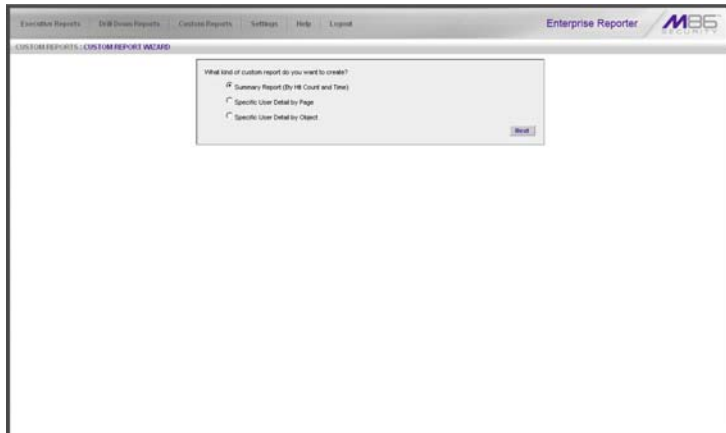 Executive Reports Drill Down Reports Custom Reports Settings Help Logout
Enterprise Reporter
M86
SECURITY
CUSTOM REPORTS : CUSTOM REPORT WIZARD
What kind of custom report do you want to create?
Summary Report (By Hit Count and Time)
Specific User Detail by Page
Specific User Detail by Object
Next